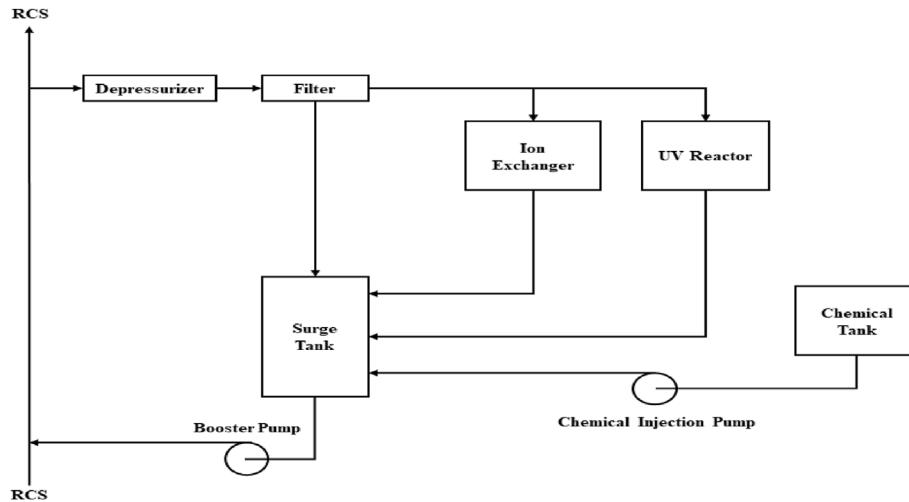 RCS
Depressurizer
Filter
Ion
Exchanger
UV Reactor
Surge
Tank
Chemical
Tank
Booster Pump
Chemical Injection Pump
RCS